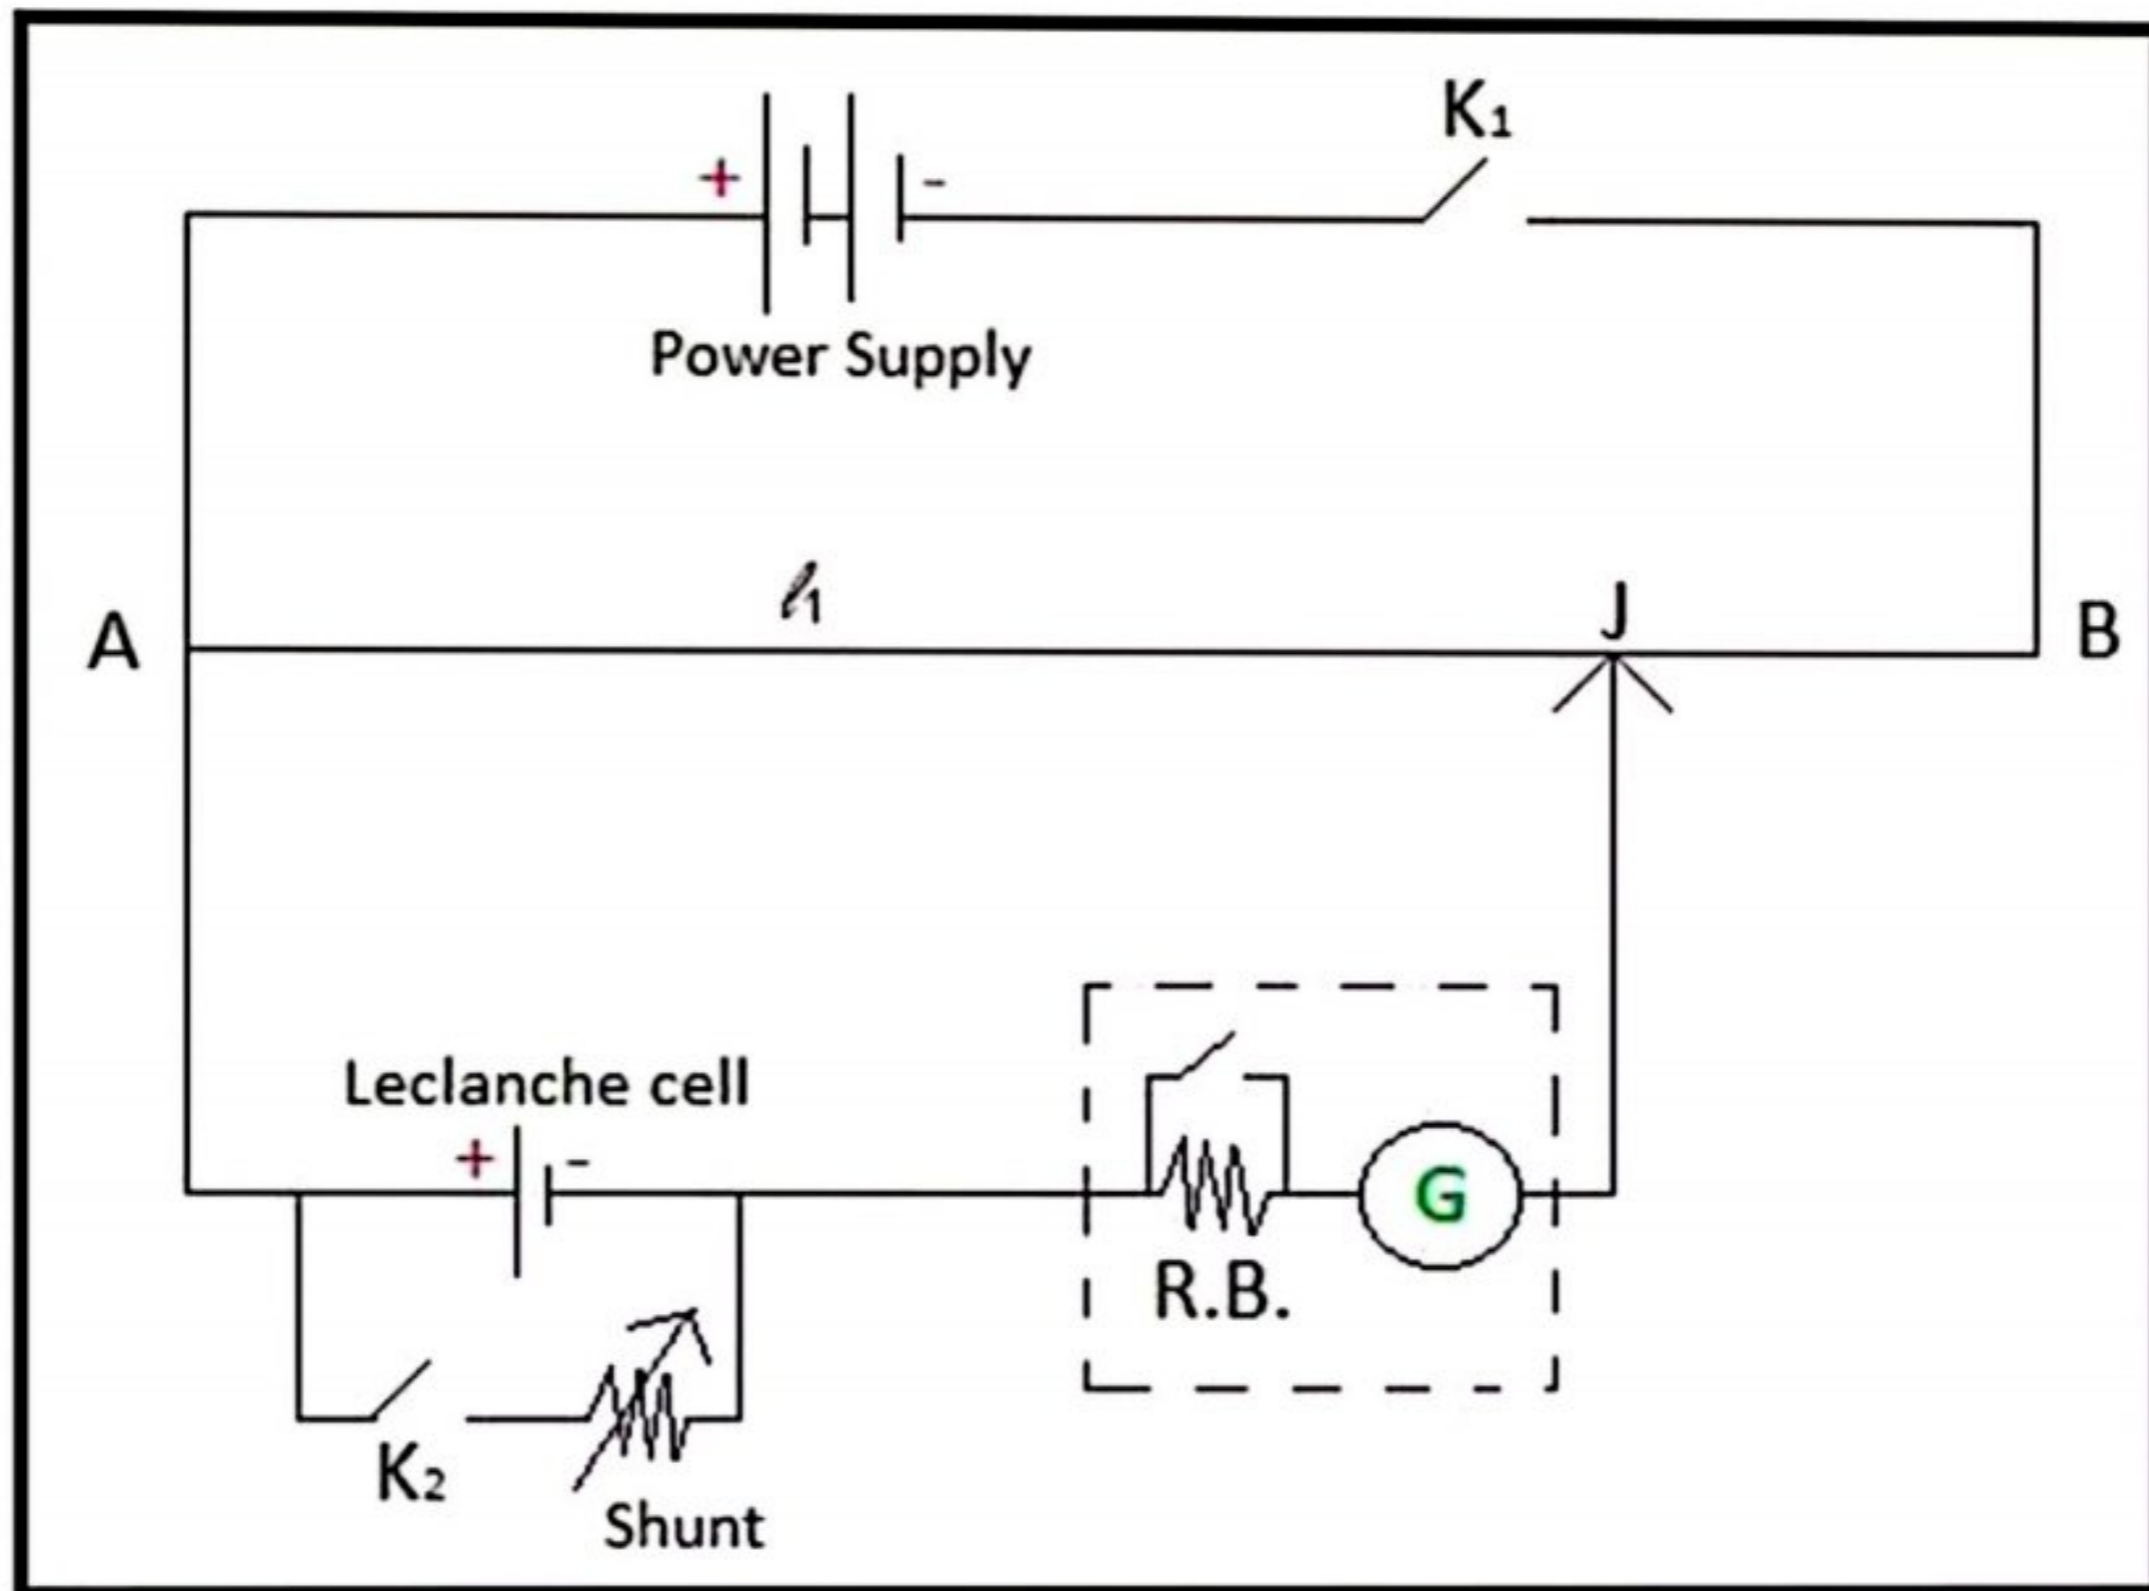 K₁
+ -
Power Supply
ℓ₁
A J B
Leclanche cell
+ -
G
R.B.
K₂
Shunt